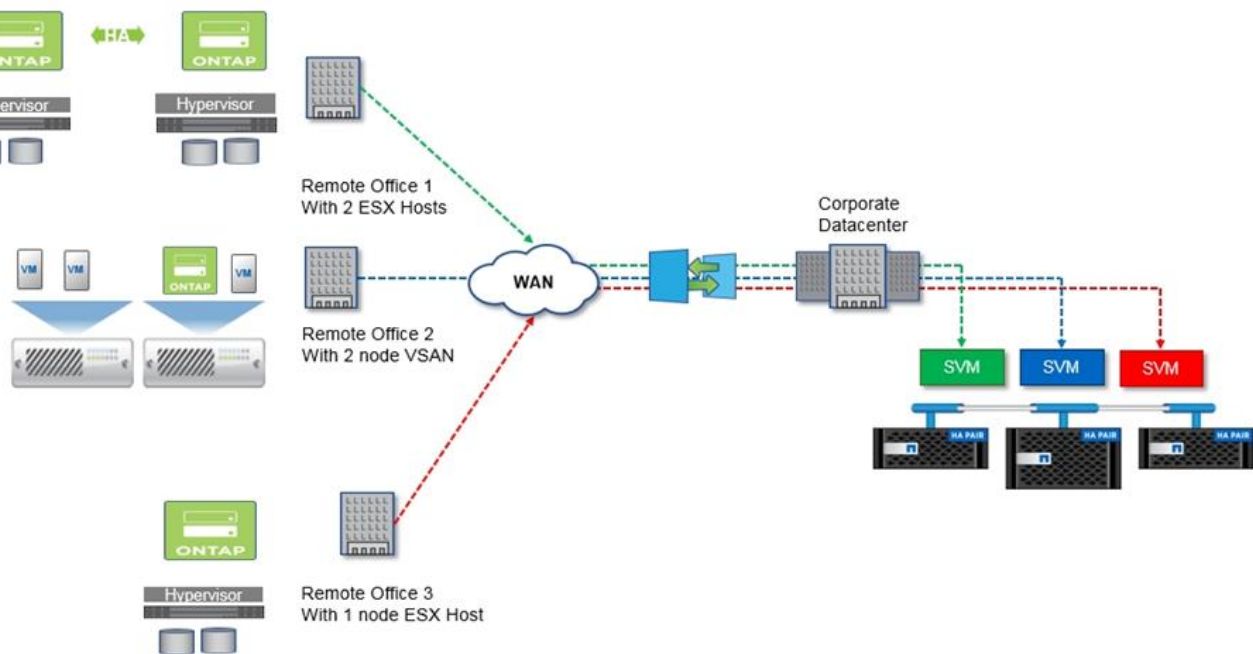 NTAP
HA
ONTAP
ervisor
Hypervisor
Remote Office 1
With 2 ESX Hosts
Corporate
Datacenter
VM
VM
ONTAP
VM
WAN
Remote Office 2
With 2 node VSAN
SVM
SVM
SVM
HA PAIR
HA PAIR
HA PAIR
ONTAP
Hypervisor
Remote Office 3
With 1 node ESX Host